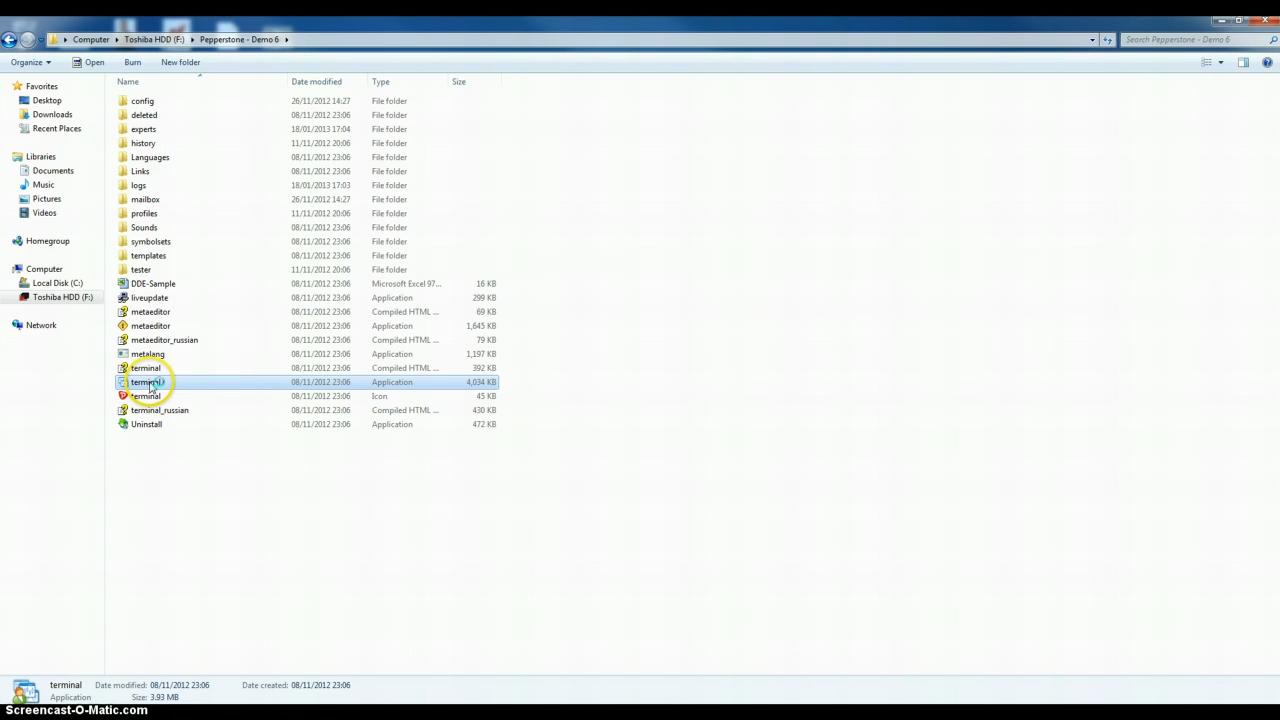 Computer Toshiba HDD (F:) Pepperstone - Demo 6 Search Pepperstone - Demo 6
Organize Open Burn New folder
Favorites
Desktop
Downloads
Recent Places
Libraries
Documents
Music
Pictures
Videos
Homegroup
Computer
Local Disk (C:)
Toshiba HDD (F:)
Network
Name Date modified Type Size
config 26/11/2012 14:27 File folder
deleted 08/11/2012 23:06 File folder
experts 18/01/2013 17:04 File folder
history 11/11/2012 20:06 File folder
Languages 08/11/2012 23:06 File folder
Links 08/11/2012 23:06 File folder
logs 18/01/2013 17:03 File folder
mailbox 26/11/2012 14:27 File folder
profiles 11/11/2012 20:06 File folder
Sounds 08/11/2012 23:06 File folder
symbolsets 08/11/2012 23:06 File folder
templates 08/11/2012 23:06 File folder
tester 11/11/2012 20:06 File folder
DDE-Sample 08/11/2012 23:06 Microsoft Excel 97... 16 KB
liveupdate 08/11/2012 23:06 Application 299 KB
metaeditor 08/11/2012 23:06 Compiled HTML ... 69 KB
metaeditor 08/11/2012 23:06 Application 1,645 KB
metaeditor_russian 08/11/2012 23:06 Compiled HTML ... 79 KB
metalang 08/11/2012 23:06 Application 1,197 KB
terminal 08/11/2012 23:06 Compiled HTML ... 392 KB
terminal 08/11/2012 23:06 Application 4,034 KB
terminal 08/11/2012 23:06 Icon 45 KB
terminal_russian 08/11/2012 23:06 Compiled HTML ... 430 KB
Uninstall 08/11/2012 23:06 Application 472 KB
terminal Date modified: 08/11/2012 23:06 Date created: 08/11/2012 23:06
Application Size: 3.93 MB
Screencast-O-Matic.com